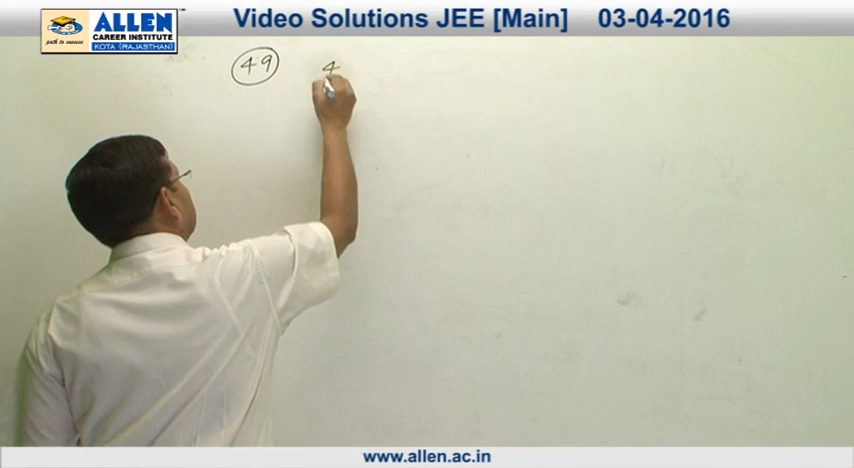 ALLEN
CAREER INSTITUTE
KOTA (RAJASTHAN)
path to success
Video Solutions JEE [Main] 03-04-2016
49 4
www.allen.ac.in